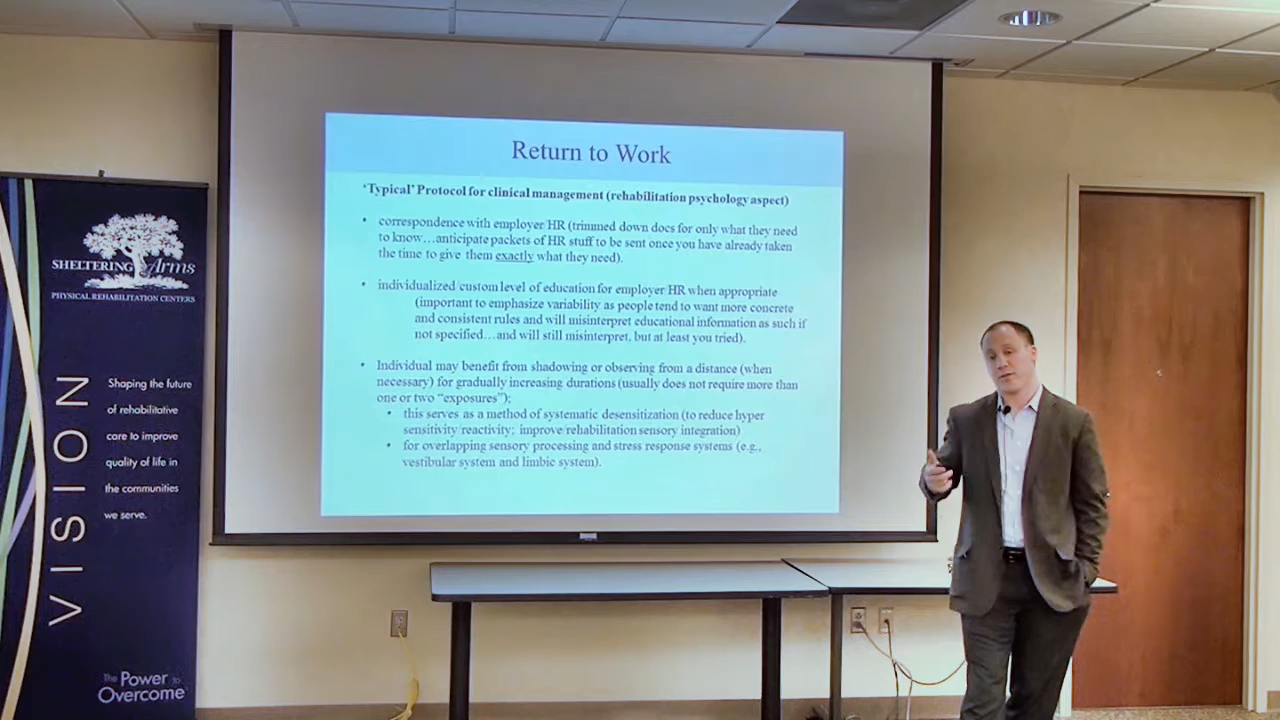 Return to Work
'Typical' Protocol for clinical management (rehabilitation psychology aspect)
• correspondence with employer HR (trimmed down docs for only what they need
to know…anticipate packets of HR stuff to be sent once you have already taken
the time to give them exactly what they need).
• individualized/custom level of education for employer HR when appropriate
(important to emphasize variability as people tend to want more concrete
and consistent rules and will misinterpret educational information as such if
not specified…and will still misinterpret, but at least you tried).
• Individual may benefit from shadowing or observing from a distance (when
necessary) for gradually increasing durations (usually does not require more than
one or two “exposures”);
• this serves as a method of systematic desensitization (to reduce hyper
sensitivity/reactivity; improve rehabilitation sensory integration)
• for overlapping sensory processing and stress response systems (e.g.,
vestibular system and limbic system).
SHELTERING Arms
PHYSICAL REHABILITATION CENTERS
VISION
Shaping the future
of rehabilitative
care to improve
quality of life in
the communities
we serve.
The Power to
Overcome